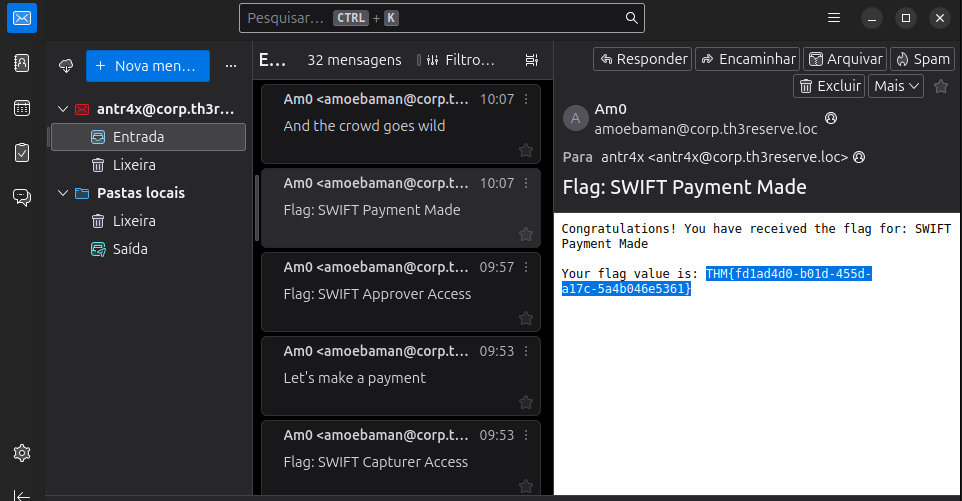 Pesquisar… CTRL + K
Nova men…
antr4x@corp.th3r…
Entrada
Lixeira
Pastas locais
Lixeira
Saída
E… 32 mensagens Filtro…
Am0 <amoebaman@corp.t… 10:07
And the crowd goes wild
Am0 <amoebaman@corp.t… 10:07
Flag: SWIFT Payment Made
Am0 <amoebaman@corp.t… 09:57
Flag: SWIFT Approver Access
Am0 <amoebaman@corp.t… 09:53
Let's make a payment
Am0 <amoebaman@corp.t… 09:53
Flag: SWIFT Capturer Access
Responder Encaminhar Arquivar Spam
Excluir Mais
A Am0
amoebaman@corp.th3reserve.loc
Para antr4x <antr4x@corp.th3reserve.loc>
Flag: SWIFT Payment Made
Congratulations! You have received the flag for: SWIFT
Payment Made
Your flag value is: THM{fd1ad4d0-b01d-455d-
a17c-5a4b046e5361}